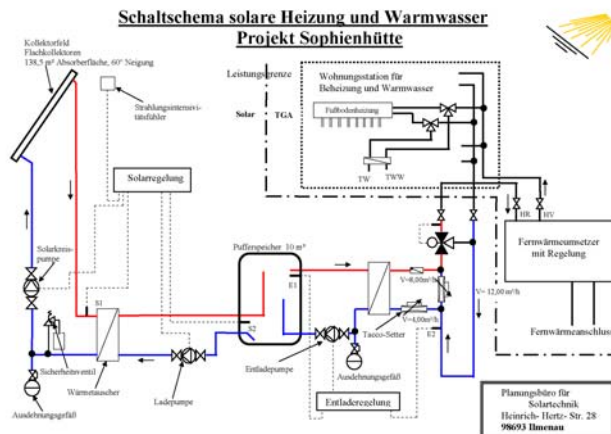 Schaltschema solare Heizung und Warmwasser
Projekt Sophienhütte
Kollektorfeld
Flachkollektoren
138,5 m² Absorberfläche, 60° Neigung
Strahlungsintensivi-
tätsfühler
Solarregelung
Leistungsgrenze
Solar
TGA
Wohnungsstation für
Beheizung und Warmwasser
Fußbodenheizung
TW
TWW
Solarkreis-
pumpe
Pufferspeicher 10 m³
HR
HV
Fernwärmeumsetzer
mit Regelung
Fernwärmeanschluss
S1
S2
E1
V=8,00m³/h
V=4,00m³/h
V= 12,00 m³/h
Taco-Setter
E2
Sicherheitsventil
Wärmetauscher
Ladepumpe
Entladepumpe
Ausdehnungsgefäß
Ausdehnungsgefäß
Entladeregelung
Planungsbüro für
Solartechnik
Heinrich- Hertz- Str. 28
98693 Ilmenau